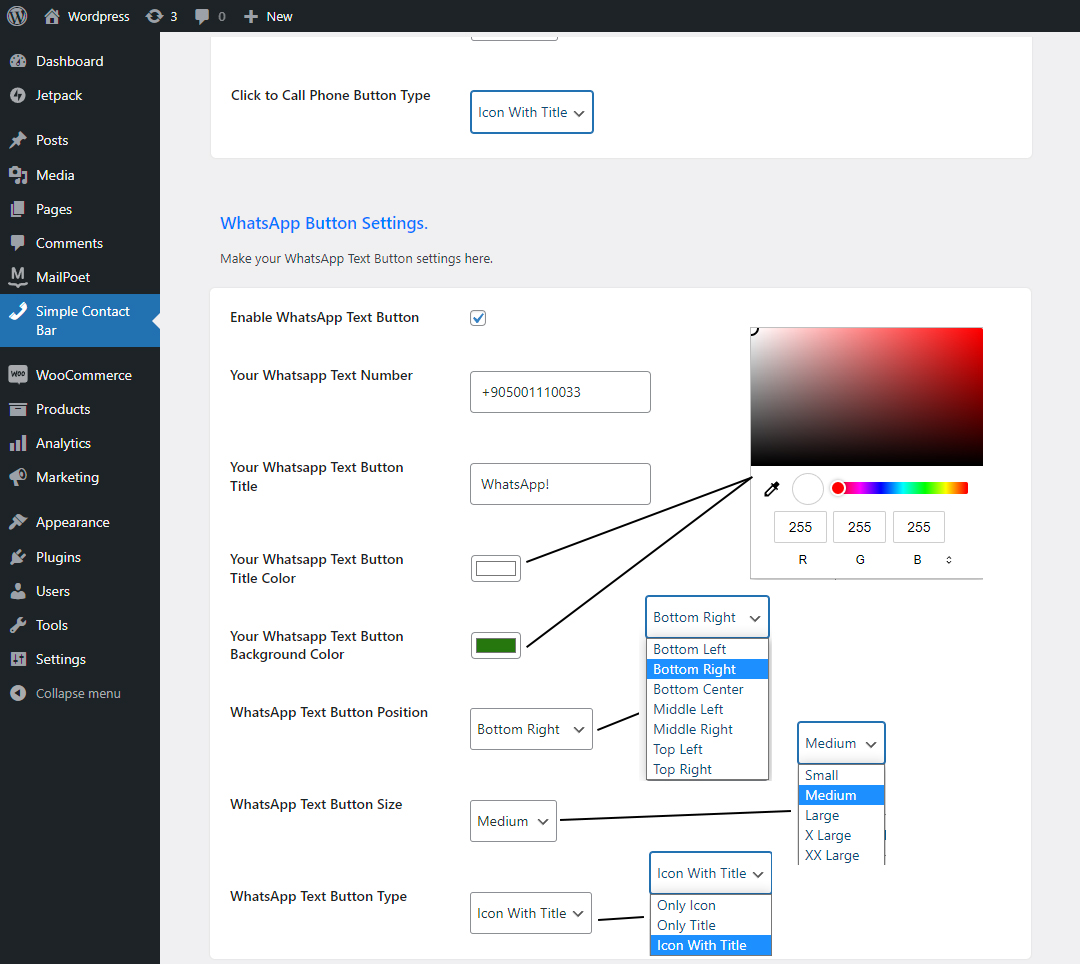 Wordpress 3 0 New
Dashboard
Jetpack
Posts
Media
Pages
Comments
MailPoet
Simple Contact
Bar
WooCommerce
Products
Analytics
Marketing
Appearance
Plugins
Users
Tools
Settings
Collapse menu
Click to Call Phone Button Type
Icon With Title
WhatsApp Button Settings.
Make your WhatsApp Text Button settings here.
Enable WhatsApp Text Button
Your Whatsapp Text Number
+905001110033
Your Whatsapp Text Button
Title
WhatsApp!
255 255 255
R G B
Your Whatsapp Text Button
Title Color
Your Whatsapp Text Button
Background Color
WhatsApp Text Button Position
Bottom Right
Bottom Right
Bottom Left
Bottom Right
Bottom Center
Middle Left
Middle Right
Top Left
Top Right
WhatsApp Text Button Size
Medium
Medium
Small
Medium
Large
X Large
XX Large
WhatsApp Text Button Type
Icon With Title
Icon With Title
Only Icon
Only Title
Icon With Title